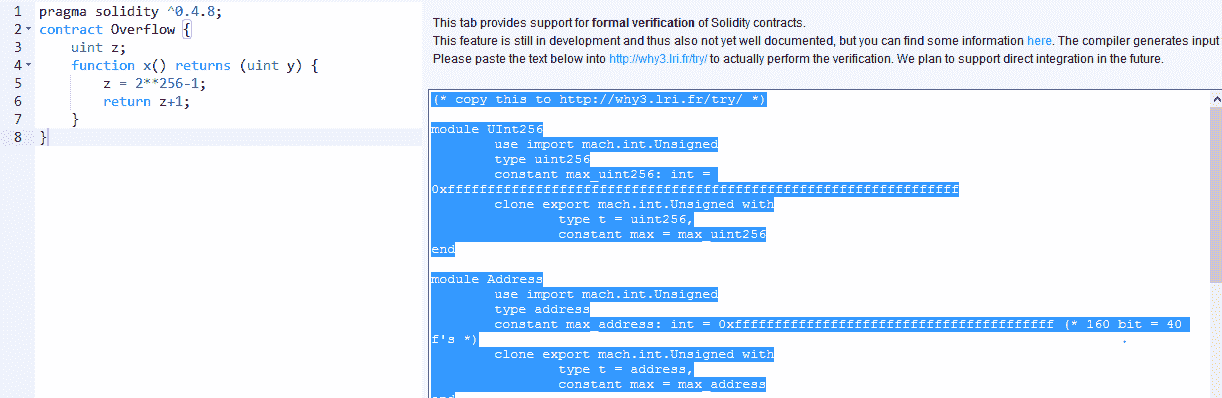 1 pragma solidity ^0.4.8;
2 contract Overflow {
3 uint z;
4 function x() returns (uint y) {
5 z = 2**256-1;
6 return z+1;
7 }
8 }
This tab provides support for formal verification of Solidity contracts.
This feature is still in development and thus also not yet well documented, but you can find some information here. The compiler generates input
Please paste the text below into http://why3.lri.fr/try/ to actually perform the verification. We plan to support direct integration in the future.
(* copy this to http://why3.lri.fr/try/ *)
module UInt256
use import mach.int.Unsigned
type uint256
constant max_uint256: int =
0xffffffffffffffffffffffffffffffffffffffffffffffffffffffffffffffff
clone export mach.int.Unsigned with
type t = uint256,
constant max = max_uint256
end
module Address
use import mach.int.Unsigned
type address
constant max_address: int = 0xffffffffffffffffffffffffffffffffffffffff (* 160 bit = 40
f's *)
clone export mach.int.Unsigned with
type t = address,
constant max = max_address
end